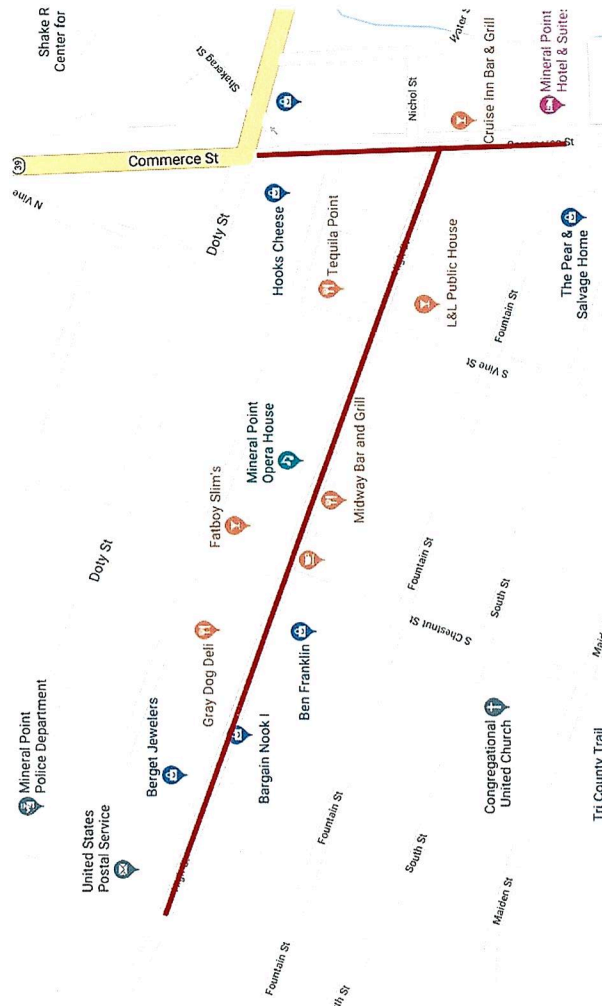 Mineral Point
Police Department
Shake R
Center for
39
N Vine
United States
Postal Service
Berget Jewelers
Doty St
Doty St
Commerce St
Shakerag St
Gray Dog Deli
Fatboy Slim's
Mineral Point
Opera House
Hooks Cheese
Bargain Nook I
Ben Franklin
Tequila Point
Midway Bar and Grill
L&L Public House
Nichol St
Water S
Cruise Inn Bar & Grill
Fountain St
Fountain St
Fountain St
Fountain St
S Vine St
S Chestnut St
th St
South St
South St
Maiden St
Congregational
United Church
The Pear &
Salvage Home
Mineral Point
Hotel & Suites
Tri County Trail
Maid